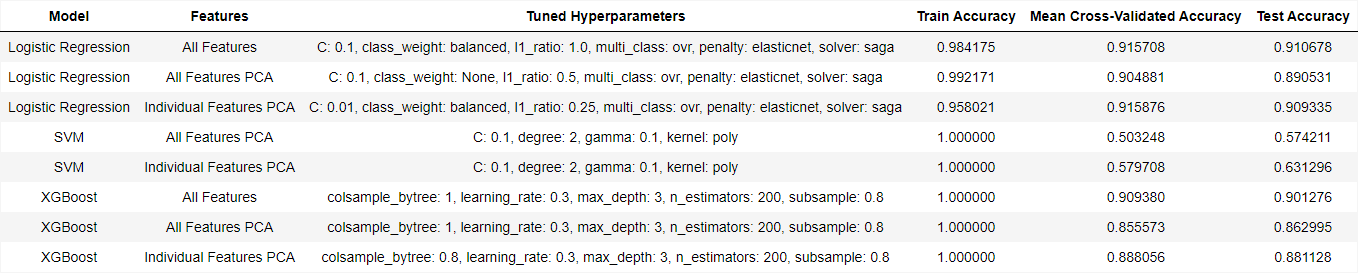 Model Features Tuned Hyperparameters Train Accuracy Mean Cross-Validated Accuracy Test Accuracy
Logistic Regression All Features C: 0.1, class_weight: balanced, l1_ratio: 1.0, multi_class: ovr, penalty: elasticnet, solver: saga 0.984175 0.915708 0.910678
Logistic Regression All Features PCA C: 0.1, class_weight: None, l1_ratio: 0.5, multi_class: ovr, penalty: elasticnet, solver: saga 0.992171 0.904881 0.890531
Logistic Regression Individual Features PCA C: 0.01, class_weight: balanced, l1_ratio: 0.25, multi_class: ovr, penalty: elasticnet, solver: saga 0.958021 0.915876 0.909335
SVM All Features PCA C: 0.1, degree: 2, gamma: 0.1, kernel: poly 1.000000 0.503248 0.574211
SVM Individual Features PCA C: 0.1, degree: 2, gamma: 0.1, kernel: poly 1.000000 0.579708 0.631296
XGBoost All Features colsample_bytree: 1, learning_rate: 0.3, max_depth: 3, n_estimators: 200, subsample: 0.8 1.000000 0.909380 0.901276
XGBoost All Features PCA colsample_bytree: 1, learning_rate: 0.3, max_depth: 3, n_estimators: 200, subsample: 0.8 1.000000 0.855573 0.862995
XGBoost Individual Features PCA colsample_bytree: 0.8, learning_rate: 0.3, max_depth: 3, n_estimators: 200, subsample: 0.8 1.000000 0.888056 0.881128